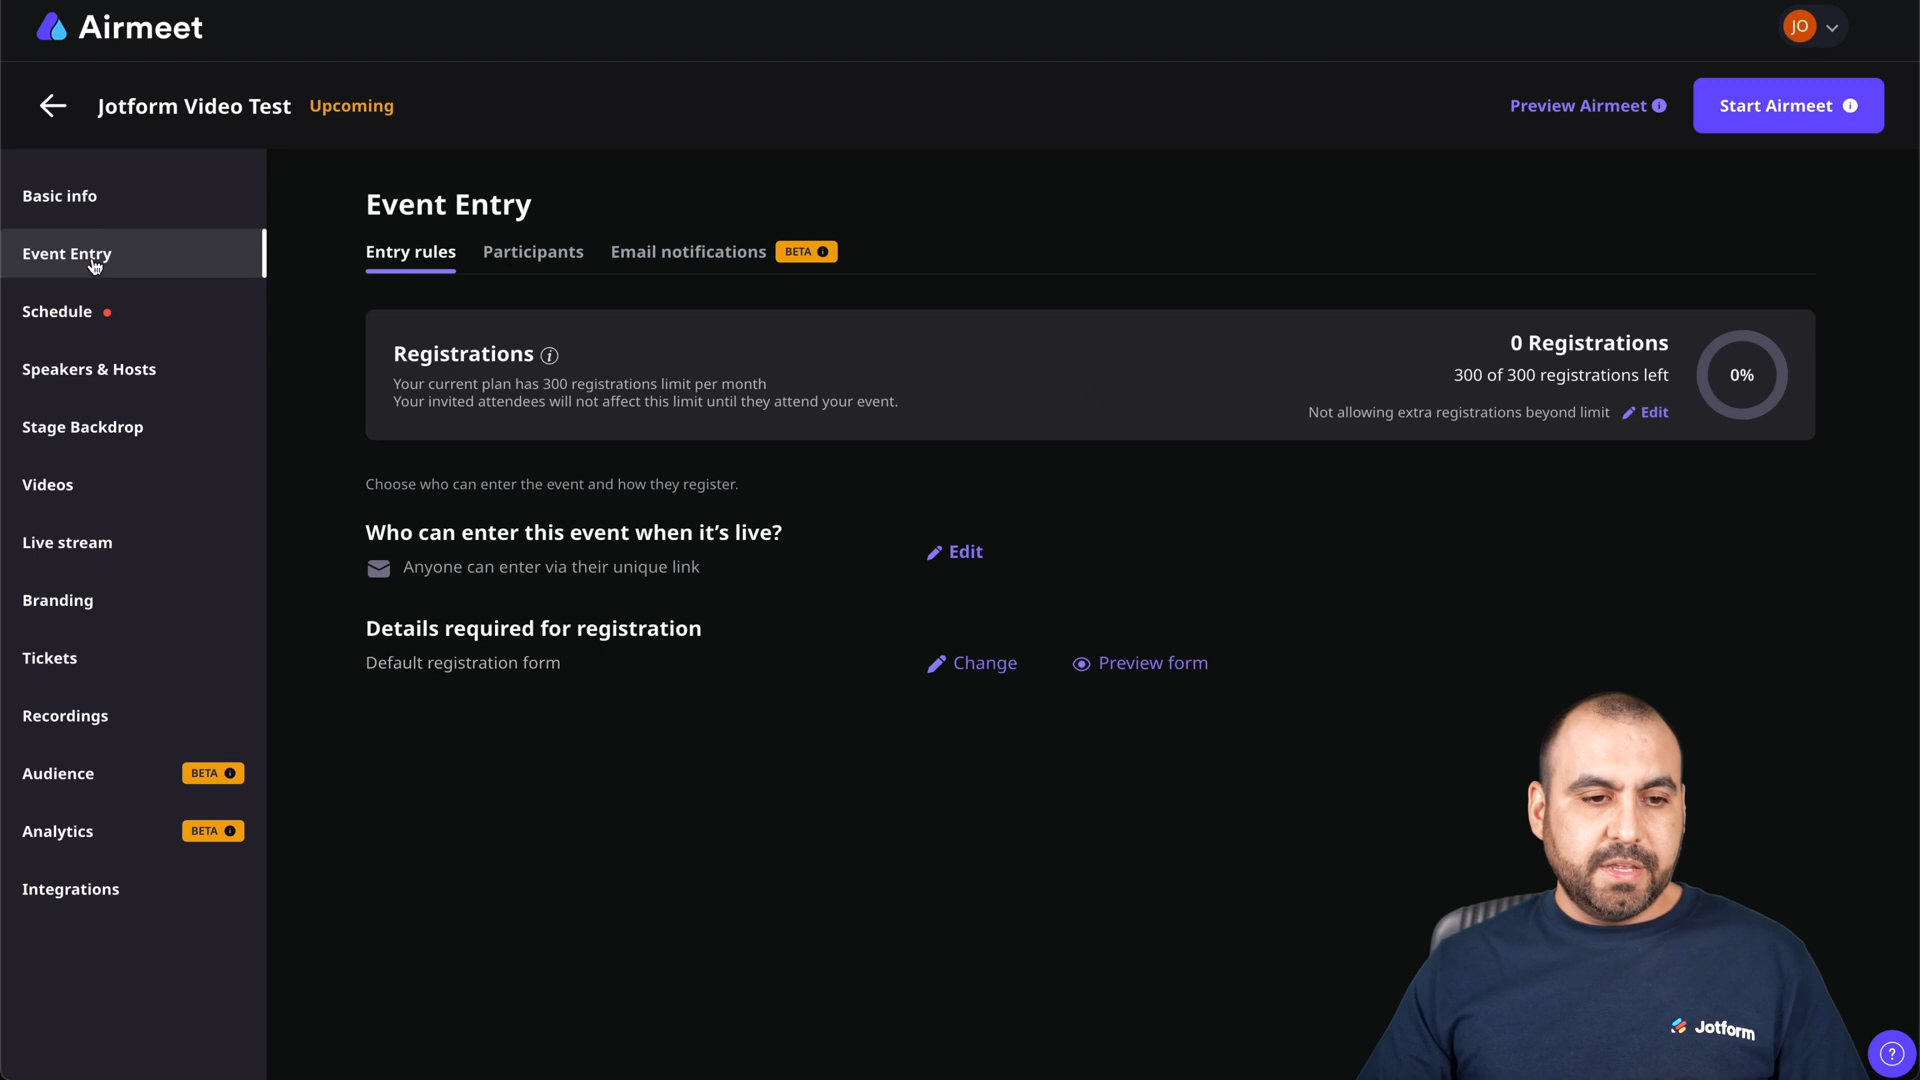 Airmeet
JO
Jotform Video Test Upcoming
Preview Airmeet
Start Airmeet
Basic info
Event Entry
Schedule
Speakers & Hosts
Stage Backdrop
Videos
Live stream
Branding
Tickets
Recordings
Audience BETA
Analytics BETA
Integrations
Event Entry
Entry rules Participants Email notifications BETA
Registrations
Your current plan has 300 registrations limit per month
Your invited attendees will not affect this limit until they attend your event.
0 Registrations
300 of 300 registrations left
Not allowing extra registrations beyond limit Edit
0%
Choose who can enter the event and how they register.
Who can enter this event when it’s live?
Anyone can enter via their unique link
Edit
Details required for registration
Default registration form
Change
Preview form
Jotform
?